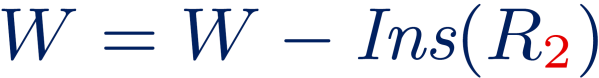 W = W − Ins(R₂)